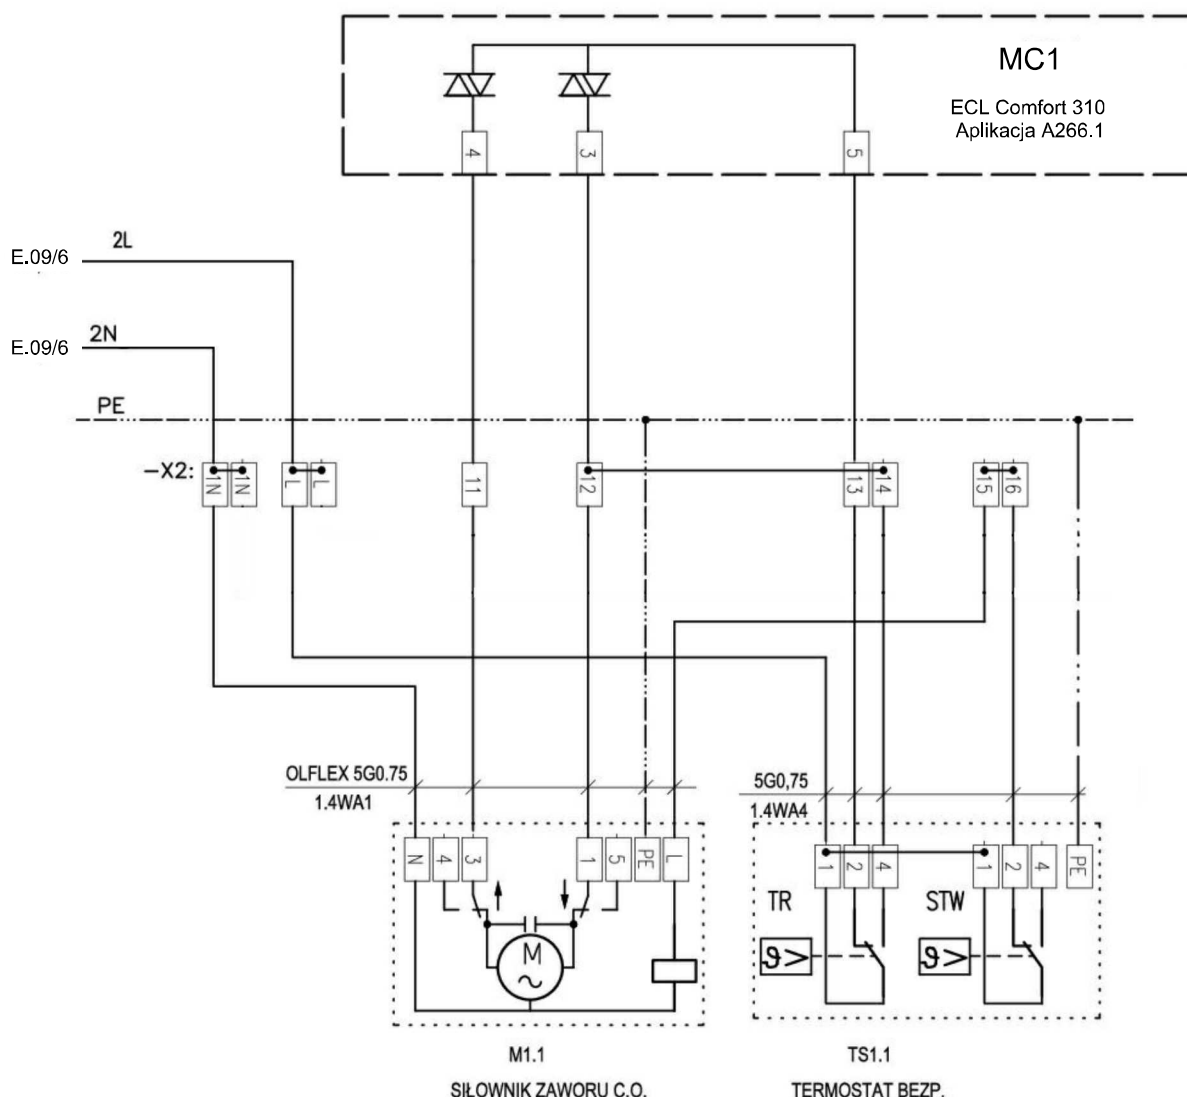 MC1
ECL Comfort 310
Aplikacja A266.1
4
3
5
2L
E.09/6
2N
E.09/6
PE
-X2:
1N
1N
L
L
11
12
13
14
15
16
OLFLEX 5G0.75
1.4WA1
5G0,75
1.4WA4
N
4
3
1
5
PE
L
1
2
4
1
2
4
PE
TR
STW
M
~
ϑ>
ϑ>
M1.1
TS1.1
SIŁOWNIK ZAWORU C.O.
TERMOSTAT BEZP.